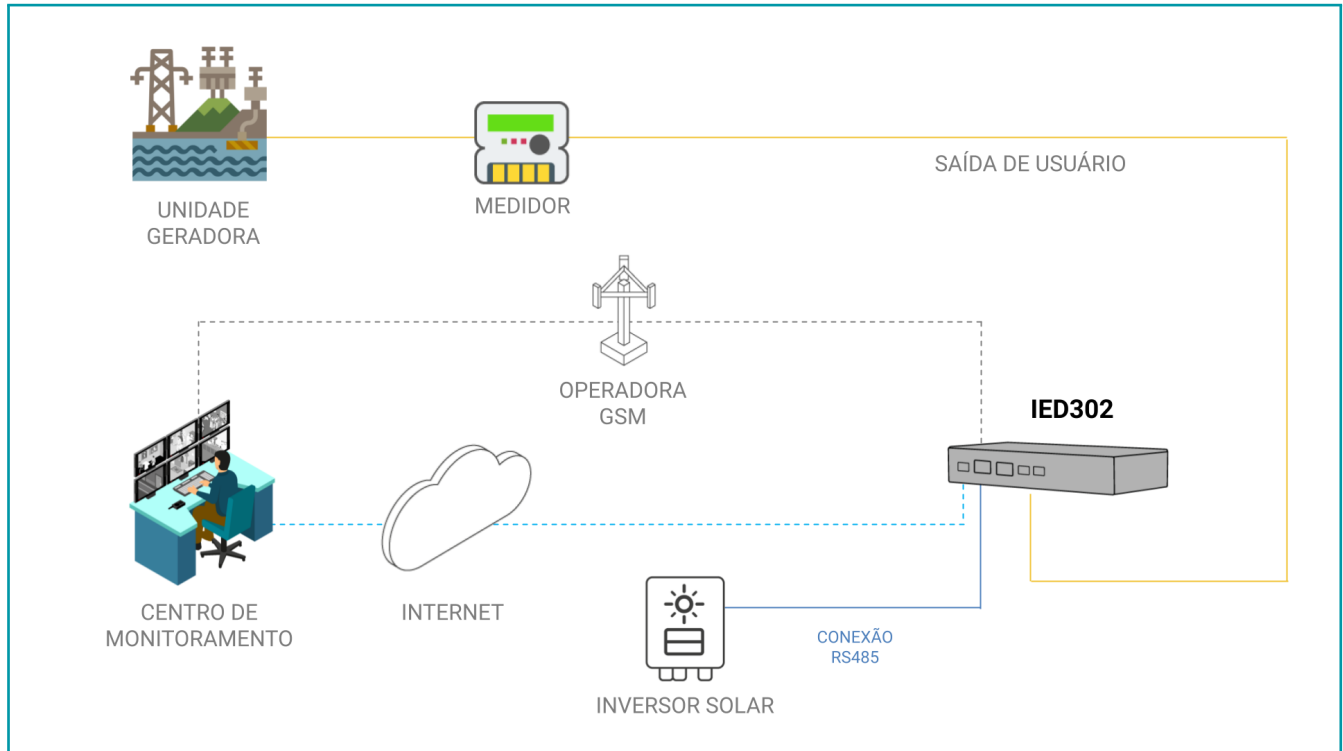 UNIDADE
GERADORA
MEDIDOR
SAÍDA DE USUÁRIO
OPERADORA
GSM
IED302
CENTRO DE
MONITORAMENTO
INTERNET
CONEXÃO
RS485
INVERSOR SOLAR